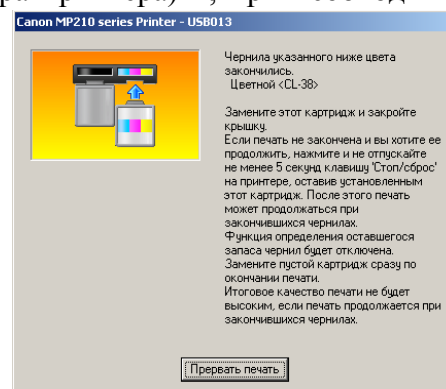 Canon MP210 series Printer - USB013
Чернила указанного ниже цвета
закончились.
Цветной <CL-38>
Замените этот картридж и закройте
крышку.
Если печать не закончена и вы хотите ее
продолжить, нажмите и не отпускайте
не менее 5 секунд клавишу 'Стоп/сброс'
на принтере, оставив установленным
этот картридж. После этого печать
может продолжаться при
закончившихся чернилах.
Функция определения оставшегося
запаса чернил будет отключена.
Замените пустой картридж сразу по
окончании печати.
Итоговое качество печати не будет
высоким, если печать продолжается при
закончившихся чернилах.
Прервать печать